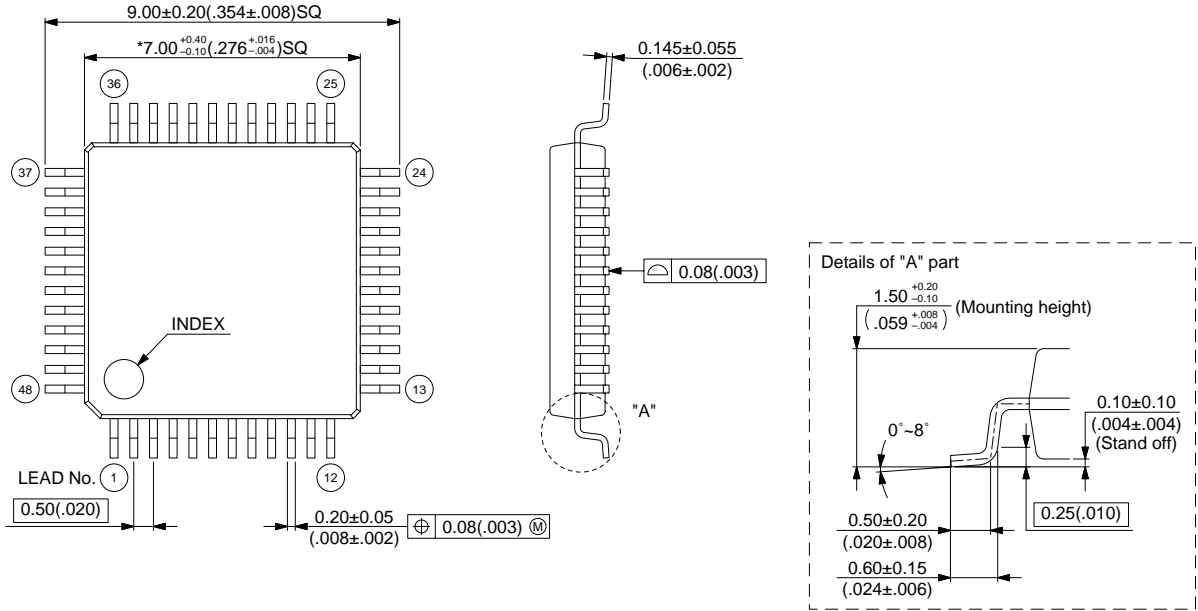 9.00±0.20(.354±.008)SQ
*7.00 +0.40 −0.10 (.276 +.016 −.004)SQ
36
25
37
24
INDEX
48
13
LEAD No.
1
12
0.50(.020)
0.20±0.05
(.008±.002)
⌖ 0.08(.003) Ⓜ
0.145±0.055
(.006±.002)
⌓ 0.08(.003)
"A"
Details of "A" part
1.50 +0.20 −0.10
(.059 +.008 −.004)
(Mounting height)
0°~8°
0.10±0.10
(.004±.004)
(Stand off)
0.25(.010)
0.50±0.20
(.020±.008)
0.60±0.15
(.024±.006)